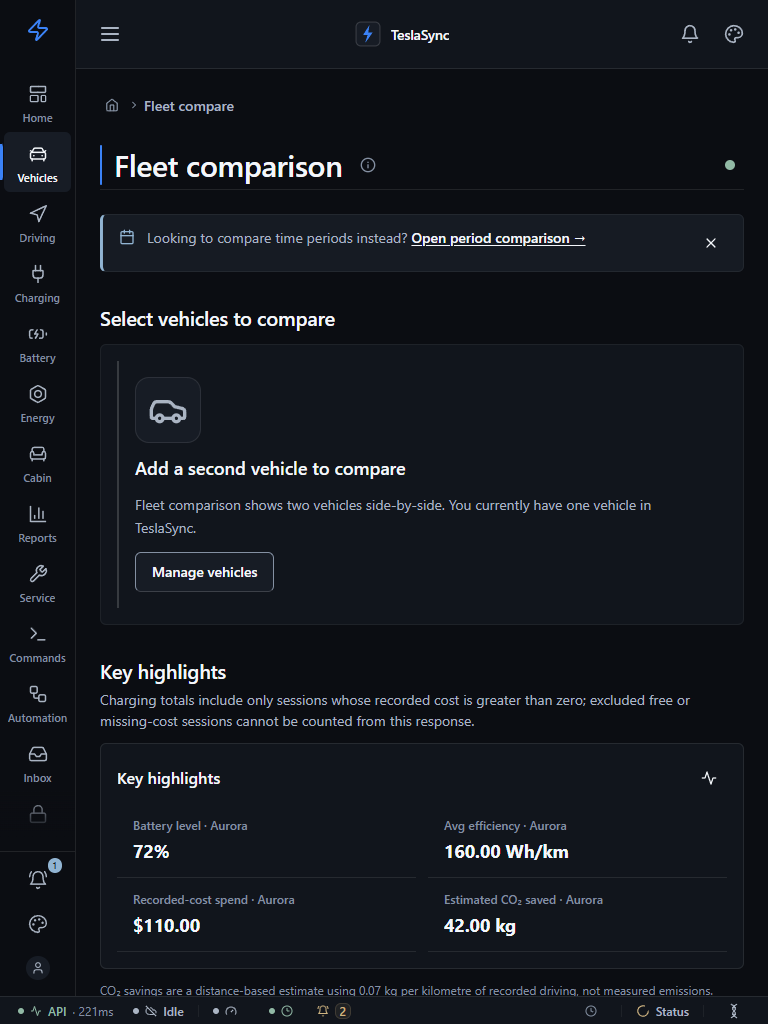 TeslaSync
Home
Vehicles
Driving
Charging
Battery
Energy
Cabin
Reports
Service
Commands
Automation
Inbox
1
Fleet compare
Fleet comparison
Looking to compare time periods instead? Open period comparison →
Select vehicles to compare
Add a second vehicle to compare
Fleet comparison shows two vehicles side-by-side. You currently have one vehicle in
TeslaSync.
Manage vehicles
Key highlights
Charging totals include only sessions whose recorded cost is greater than zero; excluded free or
missing-cost sessions cannot be counted from this response.
Key highlights
Battery level · Aurora
72%
Avg efficiency · Aurora
160.00 Wh/km
Recorded-cost spend · Aurora
$110.00
Estimated CO₂ saved · Aurora
42.00 kg
CO₂ savings are a distance-based estimate using 0.07 kg per kilometre of recorded driving, not measured emissions.
API · 221ms
Idle
2
Status